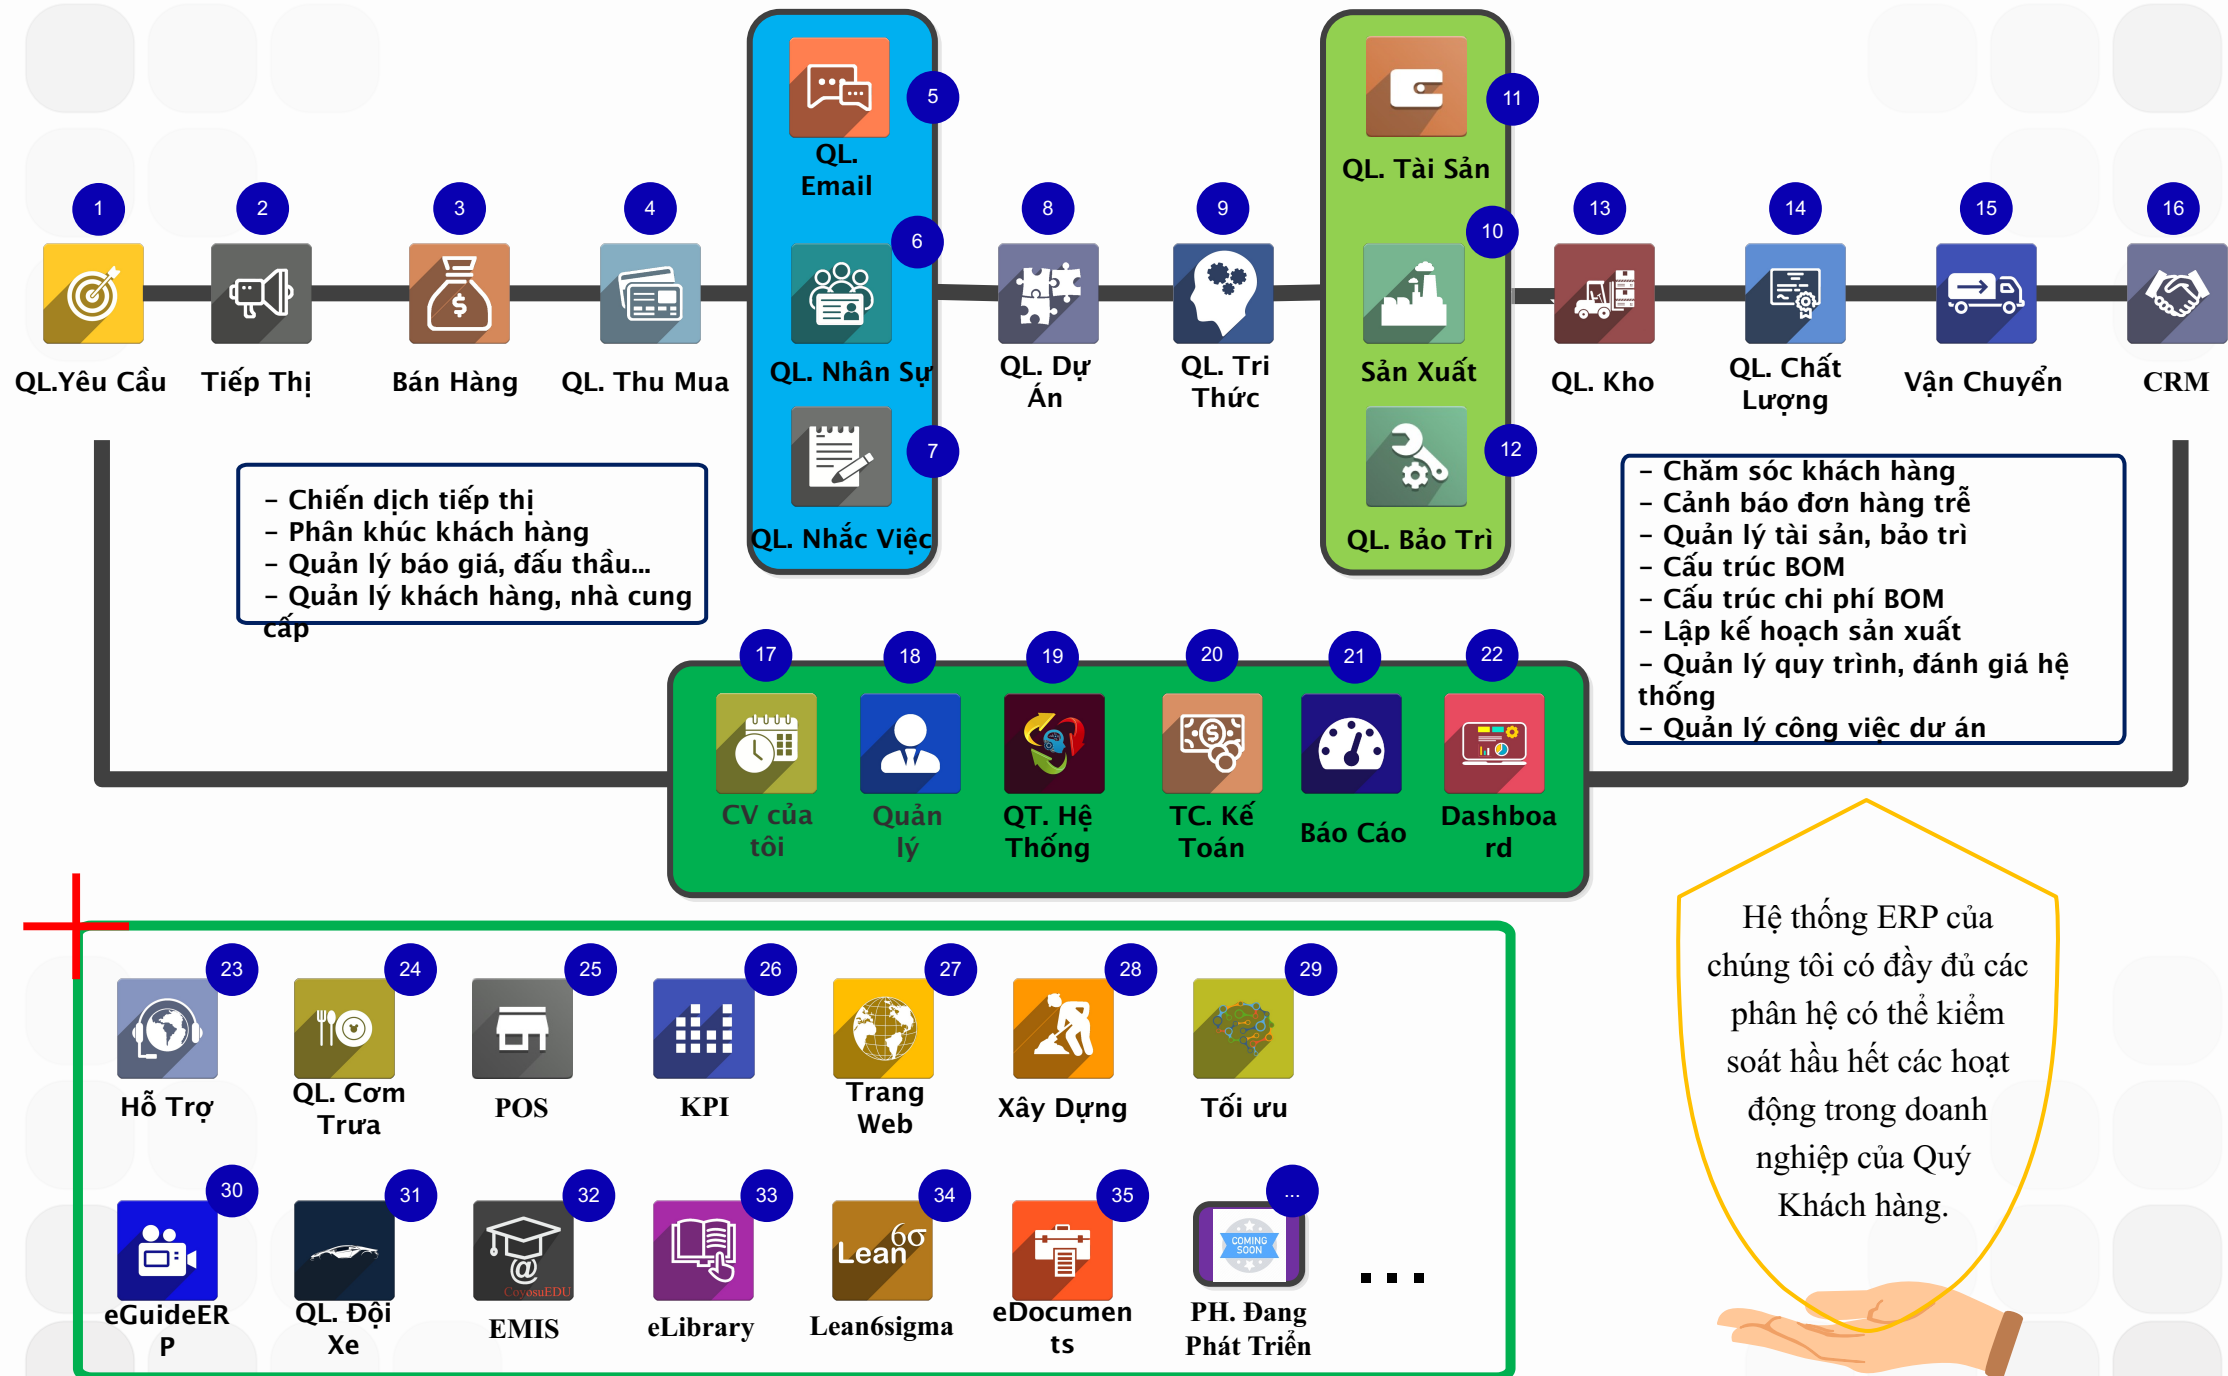 5
QL.
Email
11
QL. Tài Sản
1
2
3
4
6
8
9
10
13
14
15
16
QL.Yêu Cầu
Tiếp Thị
Bán Hàng
QL. Thu Mua
QL. Nhân Sự
QL. Dự
Án
QL. Tri
Thức
Sản Xuất
QL. Kho
QL. Chất
Lượng
Vận Chuyển
CRM
7
QL. Nhắc Việc
12
QL. Bảo Trì
- Chiến dịch tiếp thị
- Phân khúc khách hàng
- Quản lý báo giá, đấu thầu...
- Quản lý khách hàng, nhà cung
cấp
- Chăm sóc khách hàng
- Cảnh báo đơn hàng trễ
- Quản lý tài sản, bảo trì
- Cấu trúc BOM
- Cấu trúc chi phí BOM
- Lập kế hoạch sản xuất
- Quản lý quy trình, đánh giá hệ
thống
- Quản lý công việc dư án
17
18
19
20
21
22
CV của
tôi
Quản
lý
QT. Hệ
Thống
TC. Kế
Toán
Báo Cáo
Dashboa
rd
23
24
25
26
27
28
29
Hỗ Trợ
QL. Cơm
Trưa
POS
KPI
Trang
Web
Xây Dựng
Tối ưu
30
31
32
33
34
35
...
@
CoyosuEDU
Lean6σ
COMING
SOON
...
eGuideER
P
QL. Đội
Xe
EMIS
eLibrary
Lean6sigma
eDocumen
ts
PH. Đang
Phát Triển
Hệ thống ERP của
chúng tôi có đầy đủ các
phân hệ có thể kiểm
soát hầu hết các hoạt
động trong doanh
nghiệp của Quý
Khách hàng.